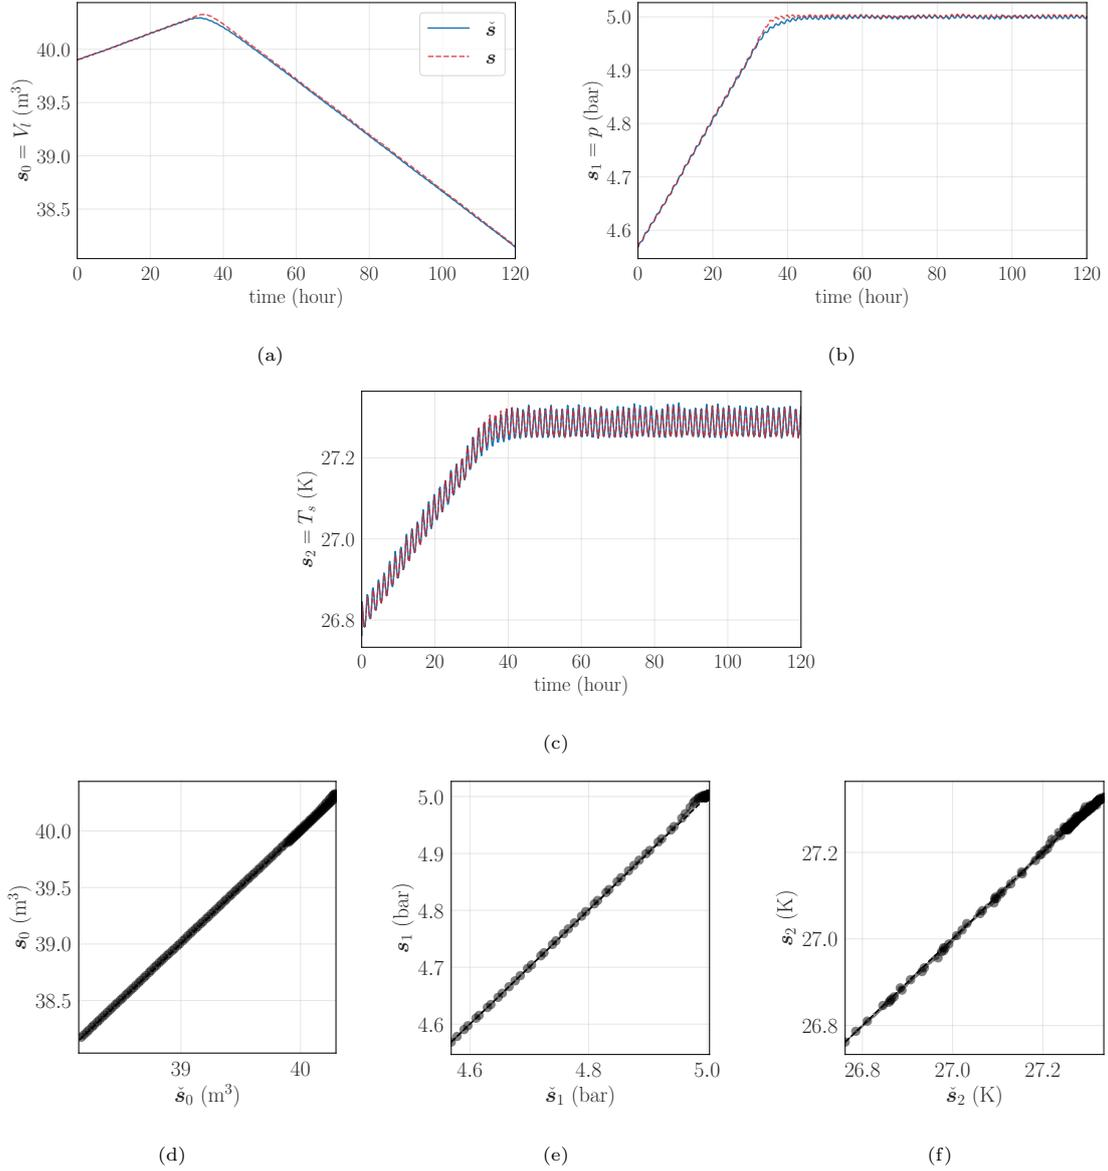 40.0
39.5
39.0
38.5
s₀ = V_l (m³)
0 20 40 60 80 100 120
time (hour)
š
s
(a)
5.0
4.9
4.8
4.7
4.6
s₁ = p (bar)
0 20 40 60 80 100 120
time (hour)
(b)
27.2
27.0
26.8
s₂ = T_s (K)
0 20 40 60 80 100 120
time (hour)
(c)
40.0
39.5
39.0
38.5
s₀ (m³)
39 40
š₀ (m³)
(d)
5.0
4.9
4.8
4.7
4.6
s₁ (bar)
4.6 4.8 5.0
š₁ (bar)
(e)
27.2
27.0
26.8
s₂ (K)
26.8 27.0 27.2
š₂ (K)
(f)